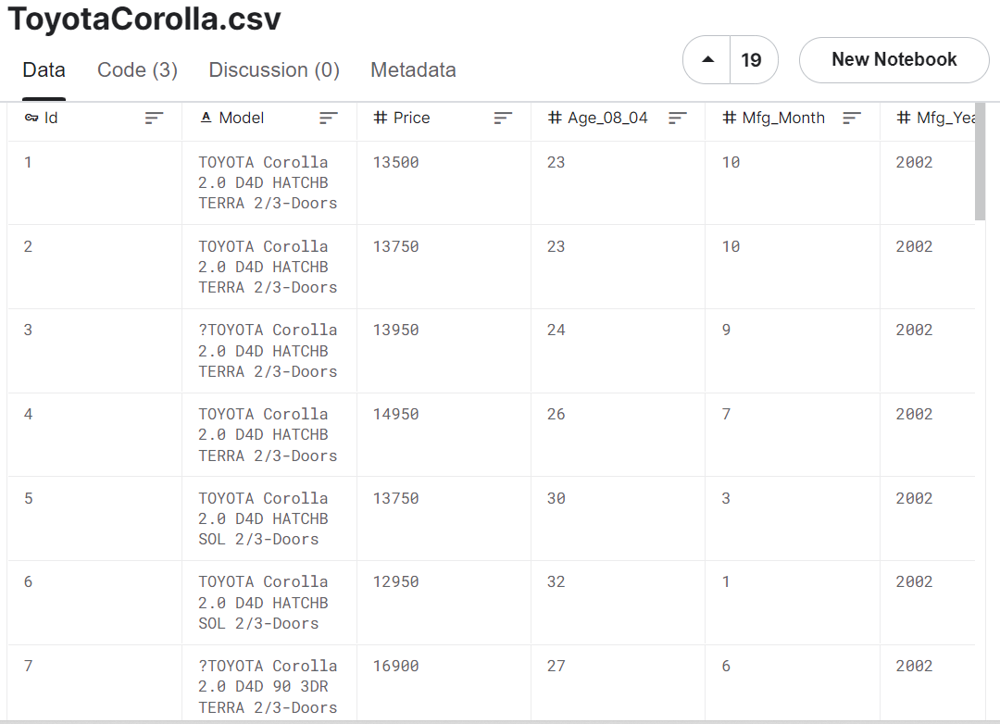 ToyotaCorolla.csv
Data Code (3) Discussion (0) Metadata
19
New Notebook
Id Model Price Age_08_04 Mfg_Month Mfg_Yea
1 TOYOTA Corolla 13500 23 10 2002
2.0 D4D HATCHB
TERRA 2/3-Doors
2 TOYOTA Corolla 13750 23 10 2002
2.0 D4D HATCHB
TERRA 2/3-Doors
3 ?TOYOTA Corolla 13950 24 9 2002
2.0 D4D HATCHB
TERRA 2/3-Doors
4 TOYOTA Corolla 14950 26 7 2002
2.0 D4D HATCHB
TERRA 2/3-Doors
5 TOYOTA Corolla 13750 30 3 2002
2.0 D4D HATCHB
SOL 2/3-Doors
6 TOYOTA Corolla 12950 32 1 2002
2.0 D4D HATCHB
SOL 2/3-Doors
7 ?TOYOTA Corolla 16900 27 6 2002
2.0 D4D 90 3DR
TERRA 2/3-Doors